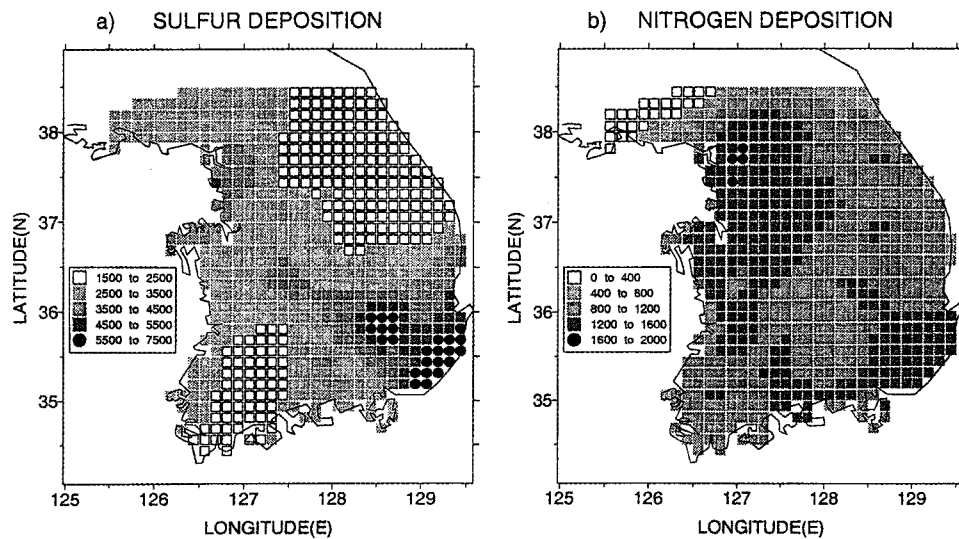 a) SULFUR DEPOSITION
LATITUDE(N)
38
37
36
35
1500 to 2500
2500 to 3500
3500 to 4500
4500 to 5500
5500 to 7500
125 126 127 128 129
LONGITUDE(E)
b) NITROGEN DEPOSITION
LATITUDE(N)
38
37
36
35
0 to 400
400 to 800
800 to 1200
1200 to 1600
1600 to 2000
125 126 127 128 129
LONGITUDE(E)